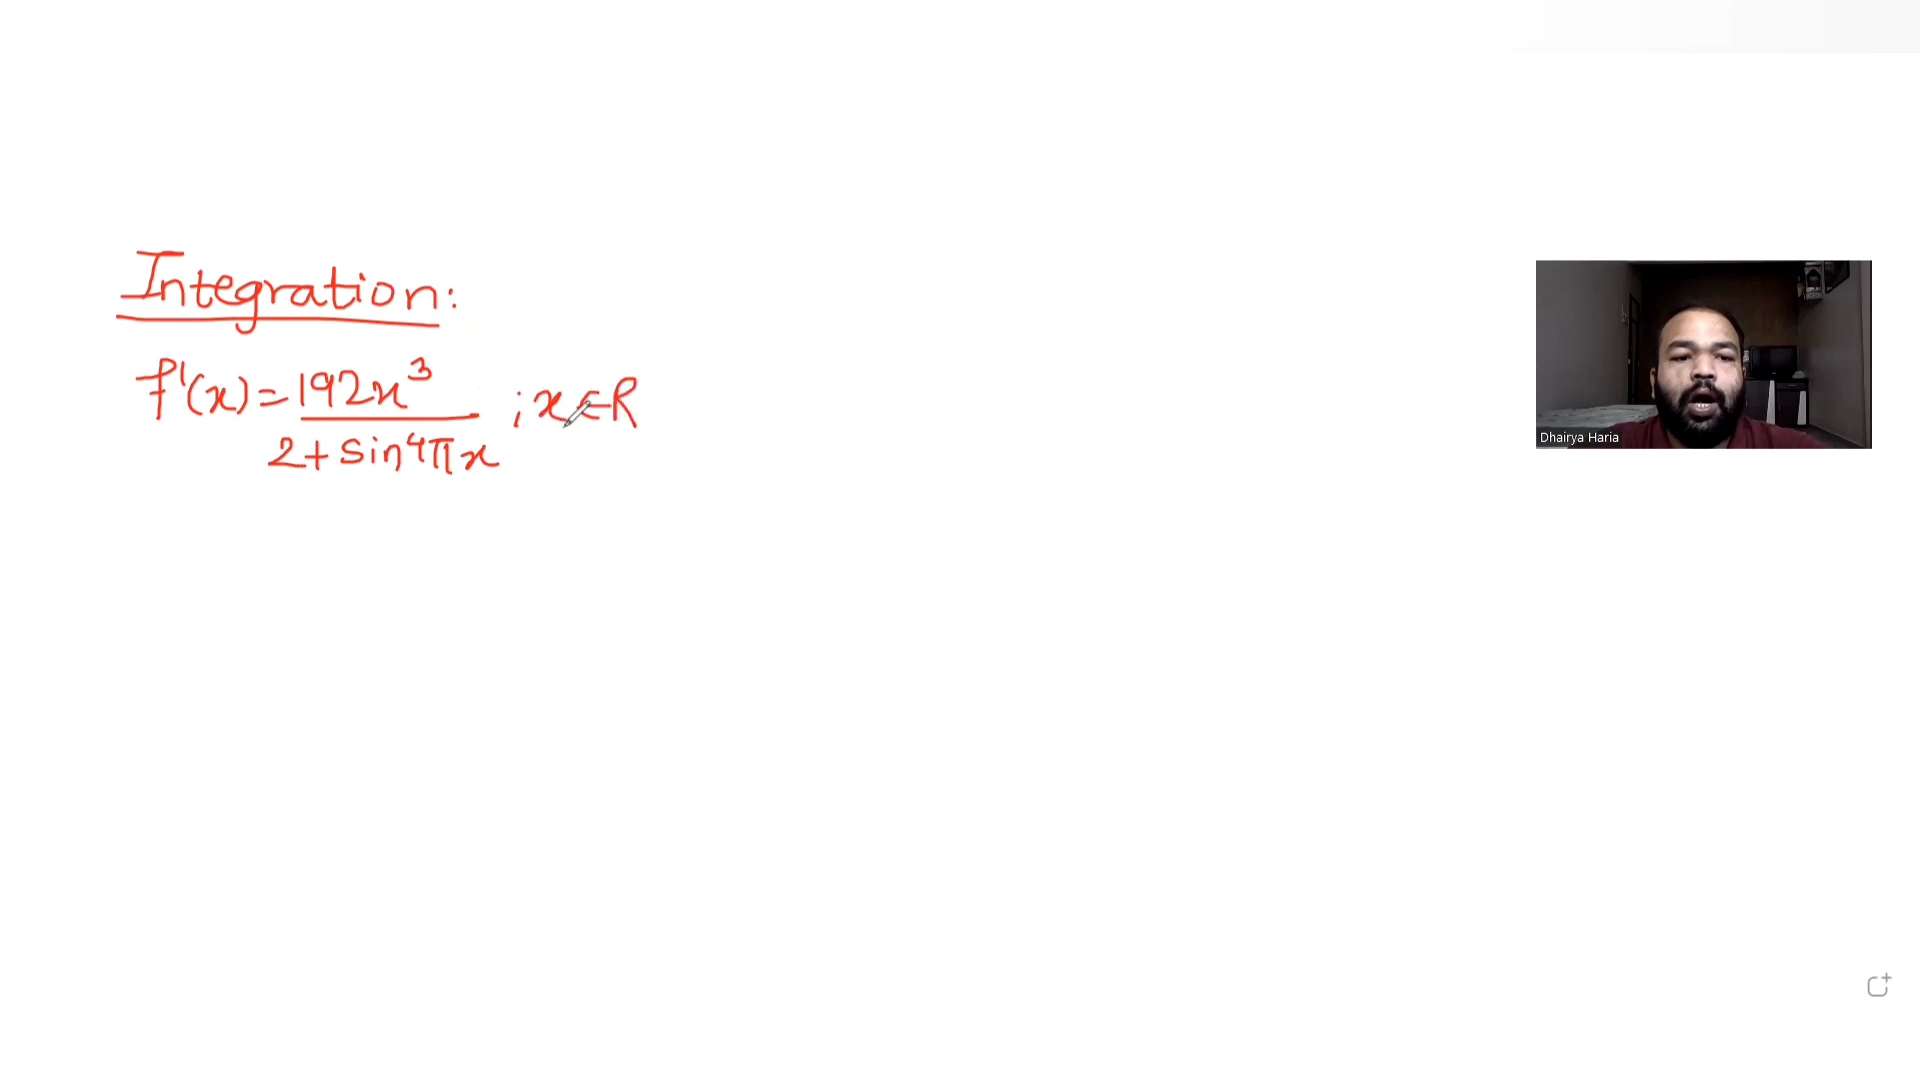 Integration:
f'(x) = 192x³ / 2 + sin⁴πx ; x ∈ R
Dhairya Haria